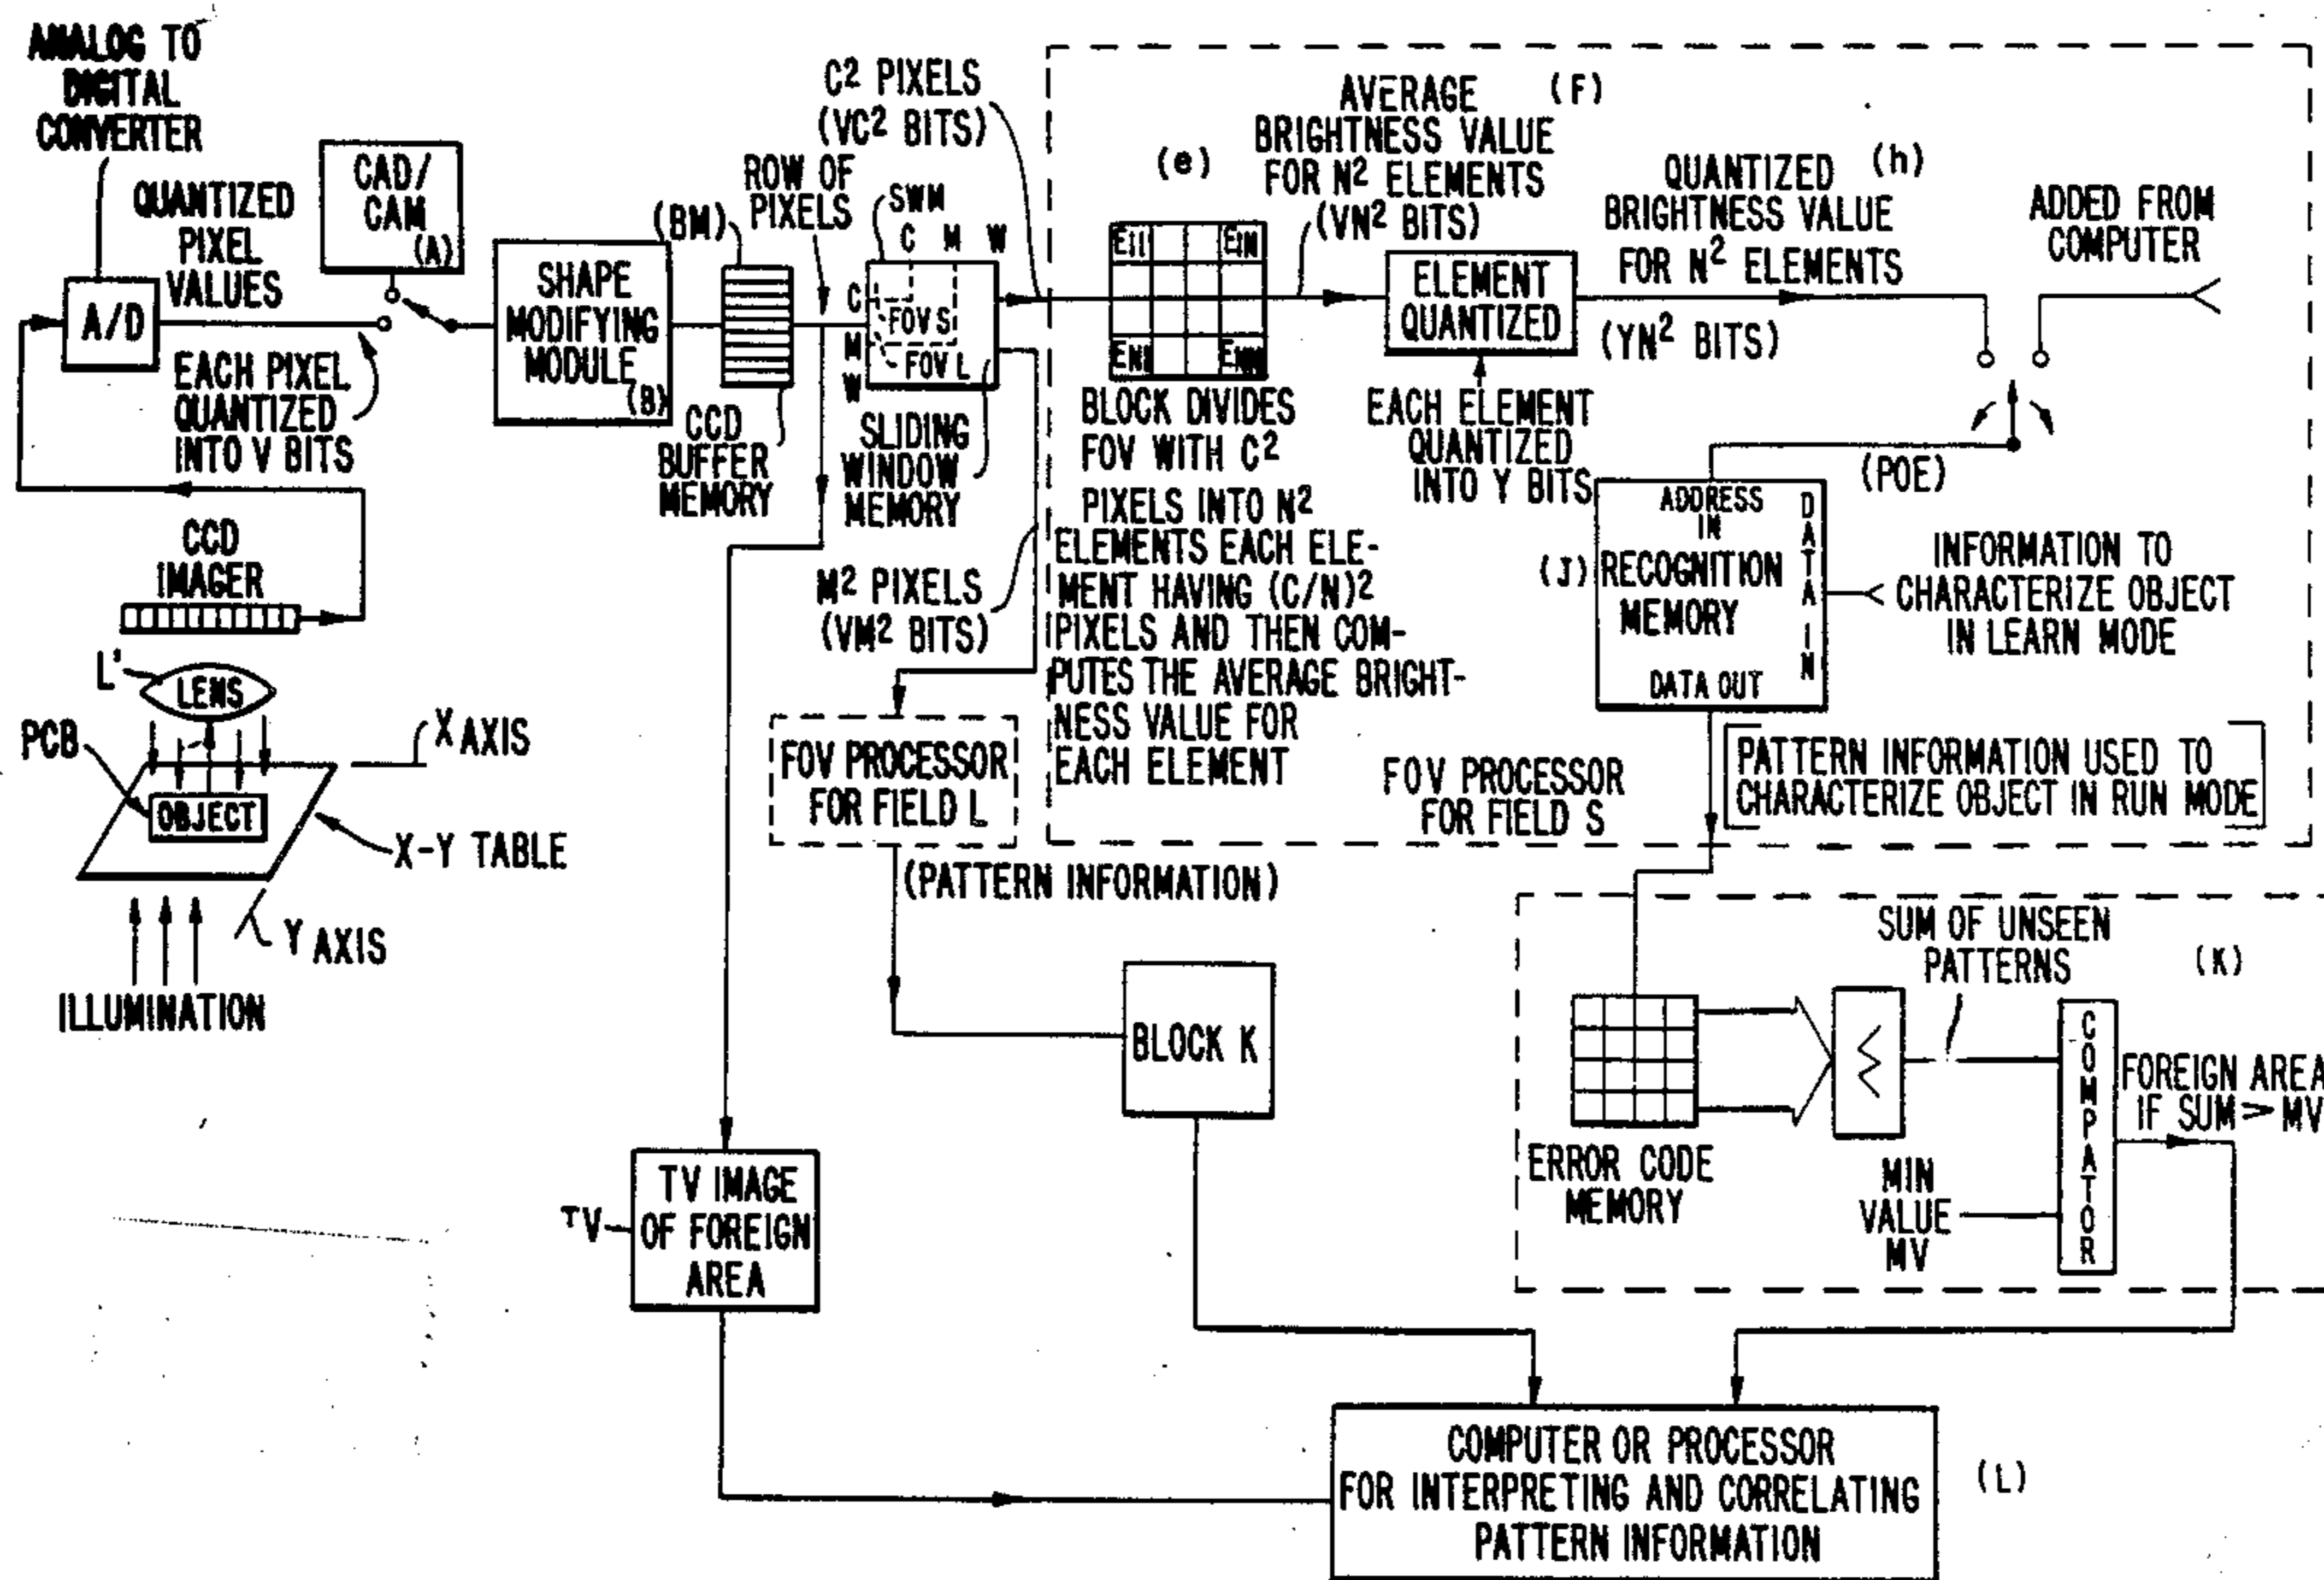 ANALOG TO
DIGITAL
CONVERTER
QUANTIZED
PIXEL
VALUES
A/D
EACH PIXEL
QUANTIZED
INTO V BITS
CAD/
CAM
(A)
SHAPE
MODIFYING
MODULE
(B)
(BM)
CCD
BUFFER
MEMORY
ROW OF
PIXELS
SWM
C M W
C
M
W
FOV S
FOV L
SLIDING
WINDOW
MEMORY
C2 PIXELS
(VC2 BITS)
M2 PIXELS
(VM2 BITS)
CCD
IMAGER
L'
LENS
PCB
OBJECT
X AXIS
X-Y TABLE
Y AXIS
ILLUMINATION
(e)
E11
E1N
EN1
ENN
BLOCK DIVIDES
FOV WITH C2
PIXELS INTO N2
ELEMENTS EACH ELE-
MENT HAVING (C/N)2
PIXELS AND THEN COM-
PUTES THE AVERAGE BRIGHT-
NESS VALUE FOR
EACH ELEMENT
AVERAGE (F)
BRIGHTNESS VALUE
FOR N2 ELEMENTS
(VN2 BITS)
ELEMENT
QUANTIZED
EACH ELEMENT
QUANTIZED
INTO Y BITS
QUANTIZED (h)
BRIGHTNESS VALUE
FOR N2 ELEMENTS
(YN2 BITS)
ADDED FROM
COMPUTER
(POE)
ADDRESS
IN
(J) RECOGNITION
MEMORY
DATA OUT
DATA IN
INFORMATION TO
CHARACTERIZE OBJECT
IN LEARN MODE
PATTERN INFORMATION USED TO
CHARACTERIZE OBJECT IN RUN MODE
FOV PROCESSOR
FOR FIELD S
FOV PROCESSOR
FOR FIELD L
(PATTERN INFORMATION)
BLOCK K
SUM OF UNSEEN
PATTERNS
(K)
Σ
ERROR CODE
MEMORY
MIN
VALUE
MV
COMPATOR
FOREIGN AREA
IF SUM > MV
TV
TV IMAGE
OF FOREIGN
AREA
COMPUTER OR PROCESSOR
FOR INTERPRETING AND CORRELATING
PATTERN INFORMATION
(L)